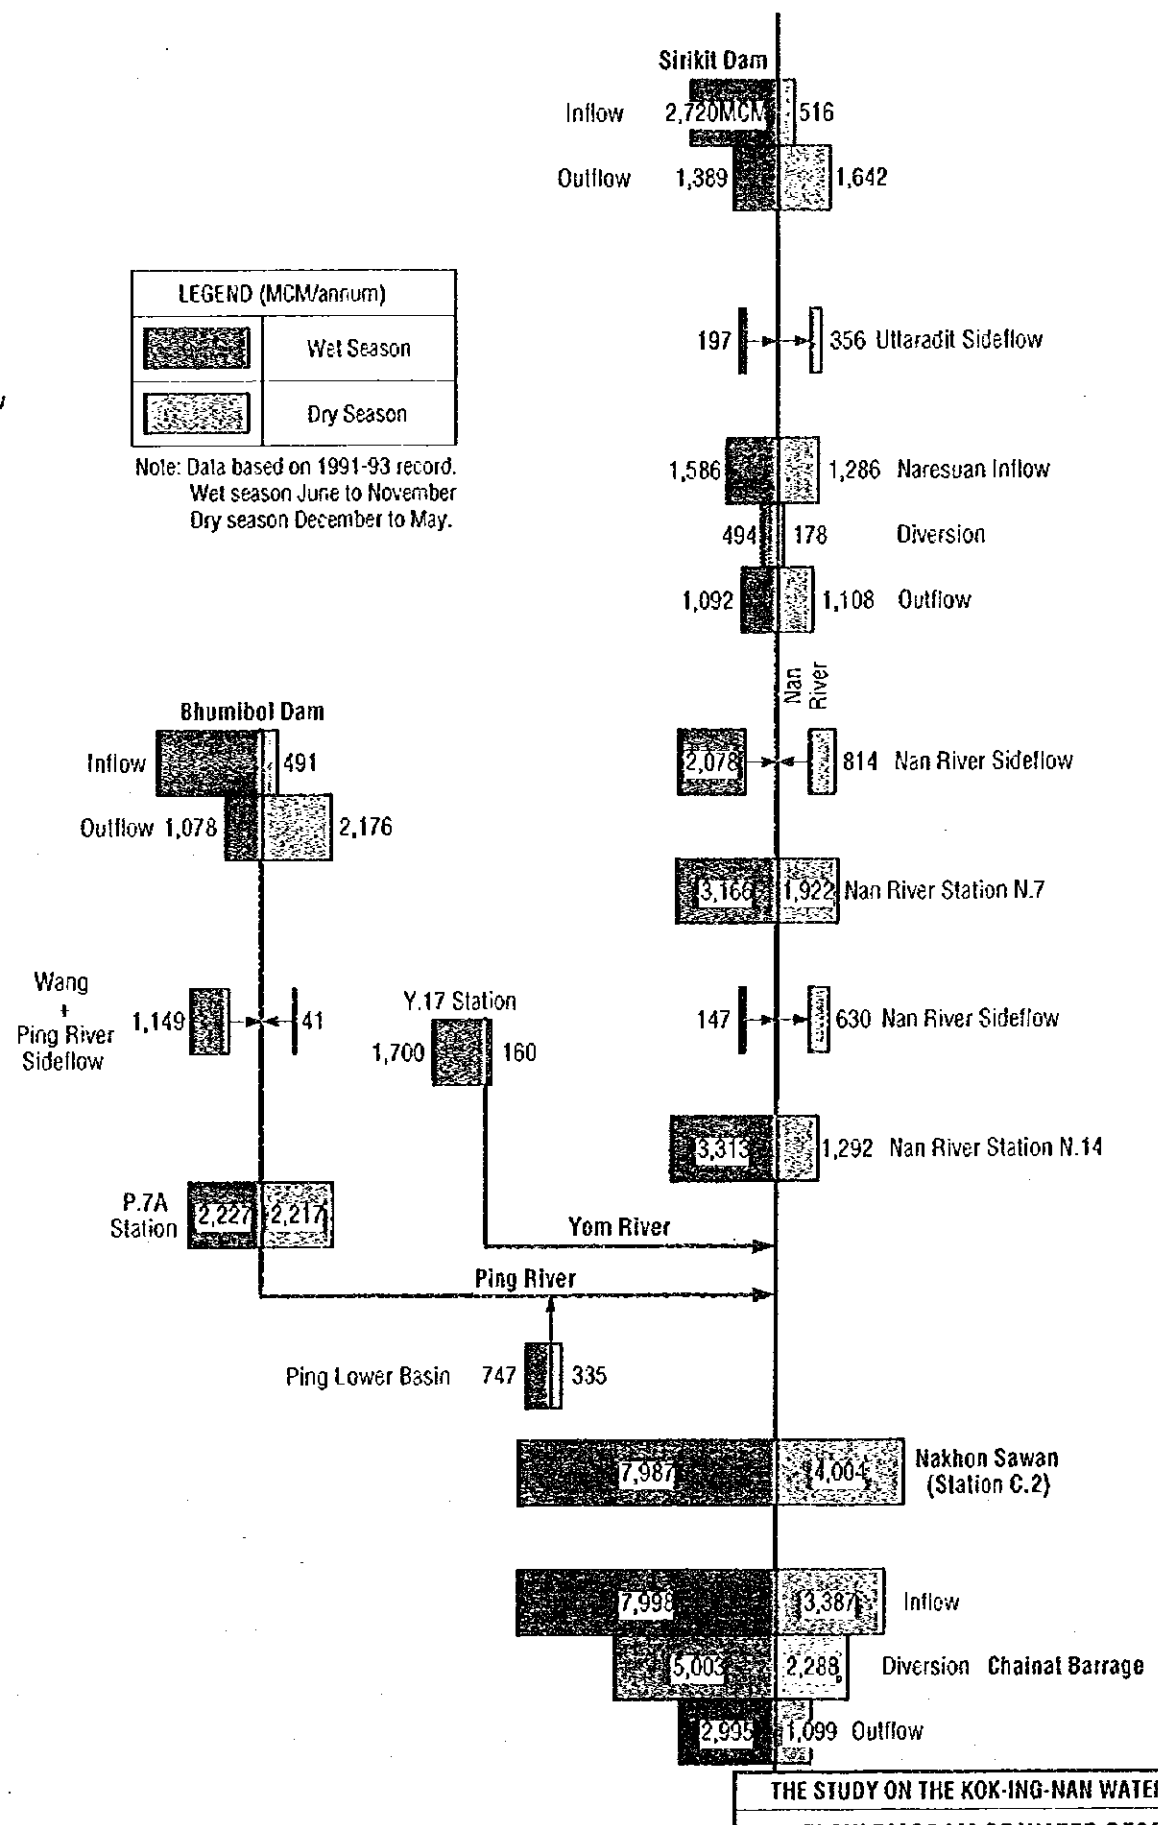 Sirikit Dam
Inflow 2,720MCM 516
Outflow 1,389 1,642
LEGEND (MCM/annum)
Wet Season
Dry Season
Note: Data based on 1991-93 record.
Wet season June to November
Dry season December to May.
197 356 Uttaradit Sideflow
1,586 1,286 Naresuan Inflow
494 178 Diversion
1,092 1,108 Outflow
Nan
River
Bhumibol Dam
Inflow 491
Outflow 1,078 2,176
2,078 814 Nan River Sideflow
3,166 1,922 Nan River Station N.7
Wang
+
Ping River
Sideflow
1,149 41
Y.17 Station
1,700 160
147 630 Nan River Sideflow
3,313 1,292 Nan River Station N.14
P.7A
Station
2,227 2,217
Yom River
Ping River
Ping Lower Basin 747 335
7,987 4,004
Nakhon Sawan
(Station C.2)
7,998 3,387 Inflow
5,003 2,288 Diversion Chainat Barrage
2,995 1,099 Outflow
THE STUDY ON THE KOK-ING-NAN WATER